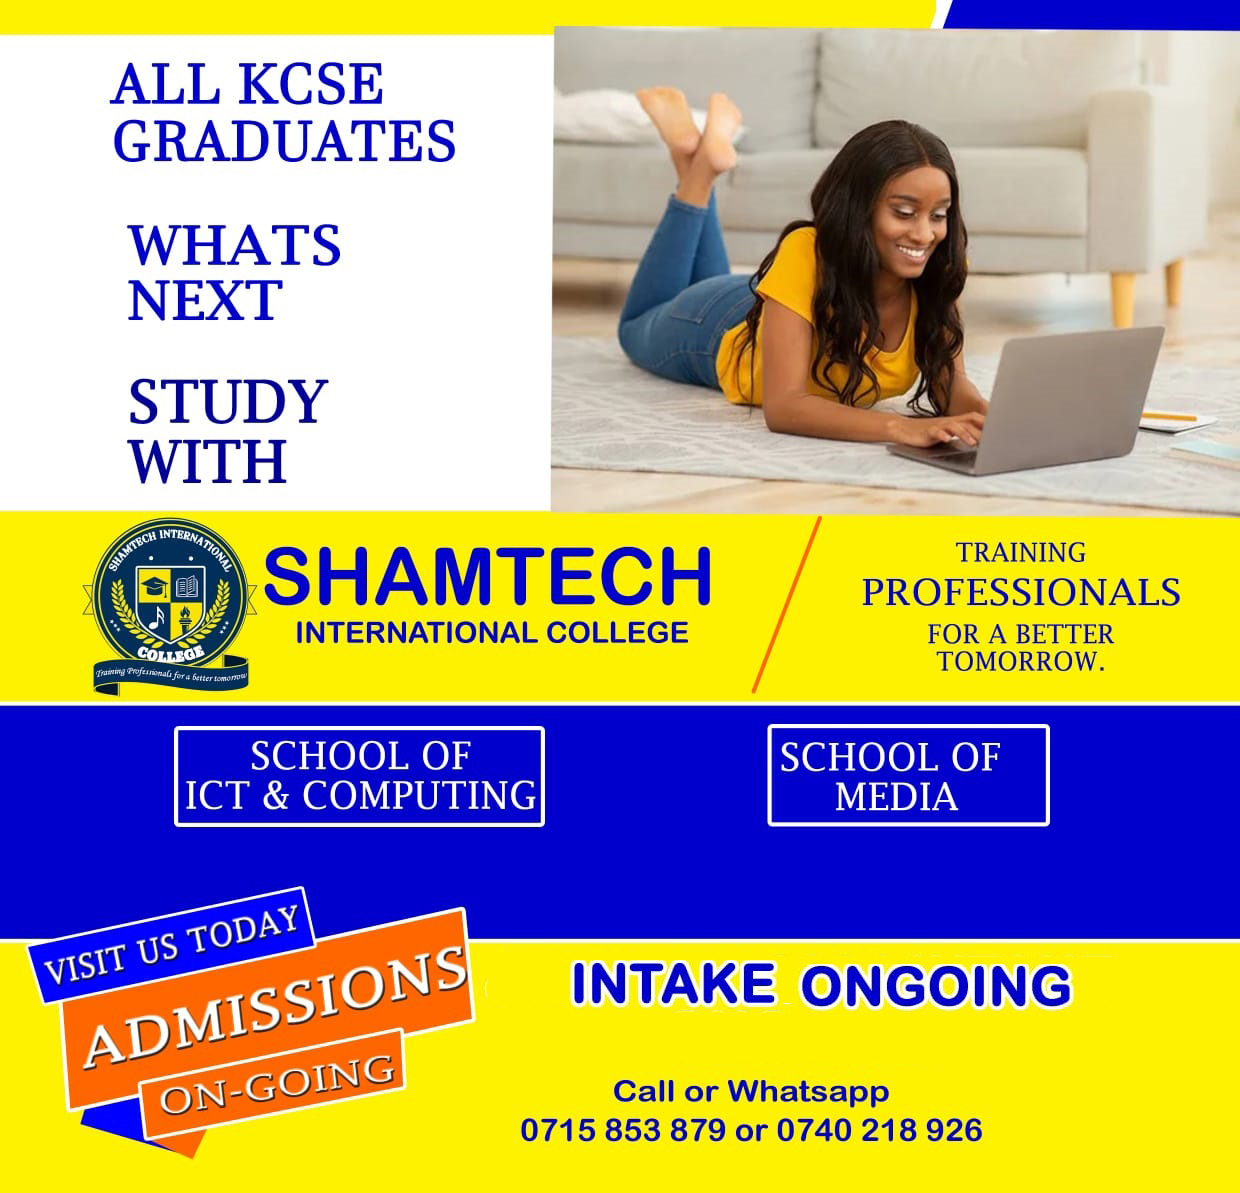 ALL KCSE
GRADUATES
WHATS
NEXT
STUDY
WITH
SHAMTECH INTERNATIONAL
COLLEGE
Training Professionals for a better tomorrow
SHAMTECH
INTERNATIONAL COLLEGE
TRAINING
PROFESSIONALS
FOR A BETTER
TOMORROW.
SCHOOL OF
ICT & COMPUTING
SCHOOL OF
MEDIA
VISIT US TODAY
ADMISSIONS
ON-GOING
INTAKE ONGOING
Call or Whatsapp
0715 853 879 or 0740 218 926